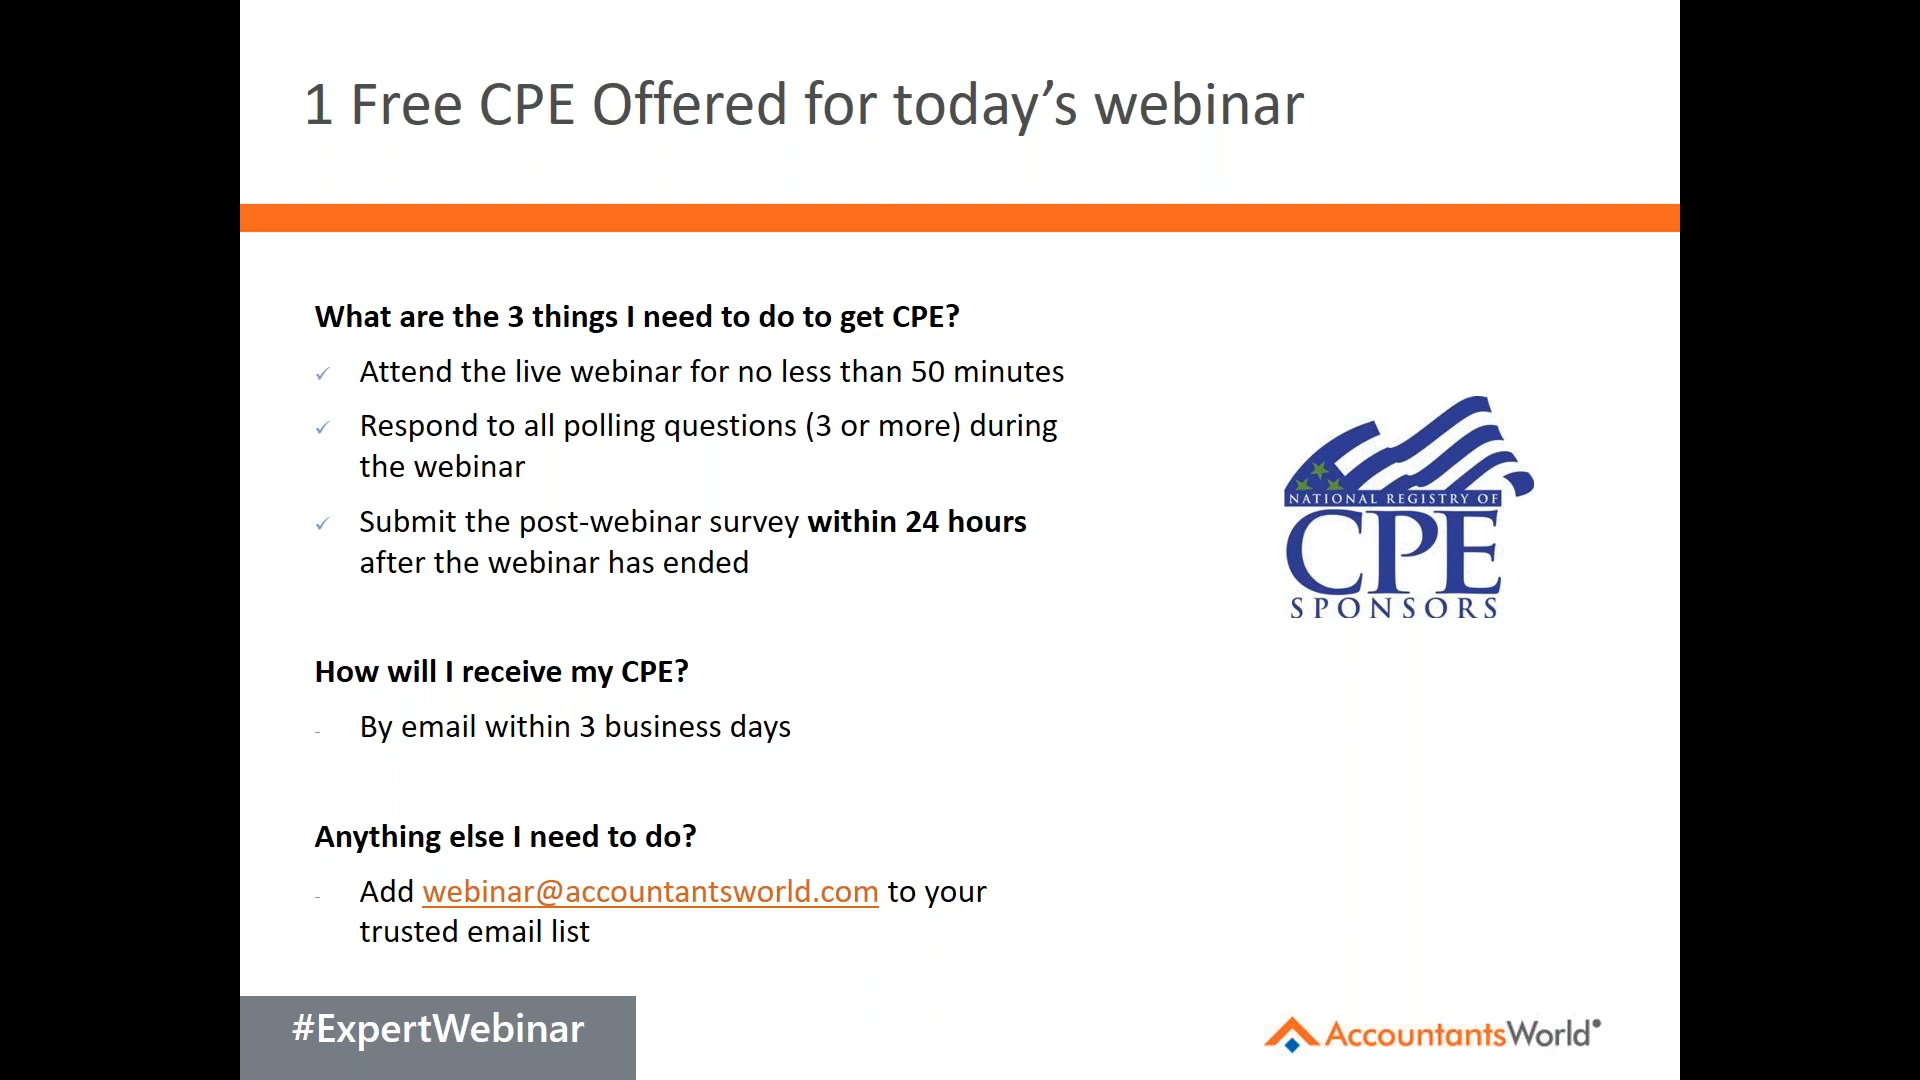 1 Free CPE Offered for today’s webinar
What are the 3 things I need to do to get CPE?
✓ Attend the live webinar for no less than 50 minutes
✓ Respond to all polling questions (3 or more) during
the webinar
✓ Submit the post-webinar survey within 24 hours
after the webinar has ended
NATIONAL REGISTRY OF
CPE
SPONSORS
How will I receive my CPE?
- By email within 3 business days
Anything else I need to do?
- Add webinar@accountantsworld.com to your
trusted email list
#ExpertWebinar
AccountantsWorld